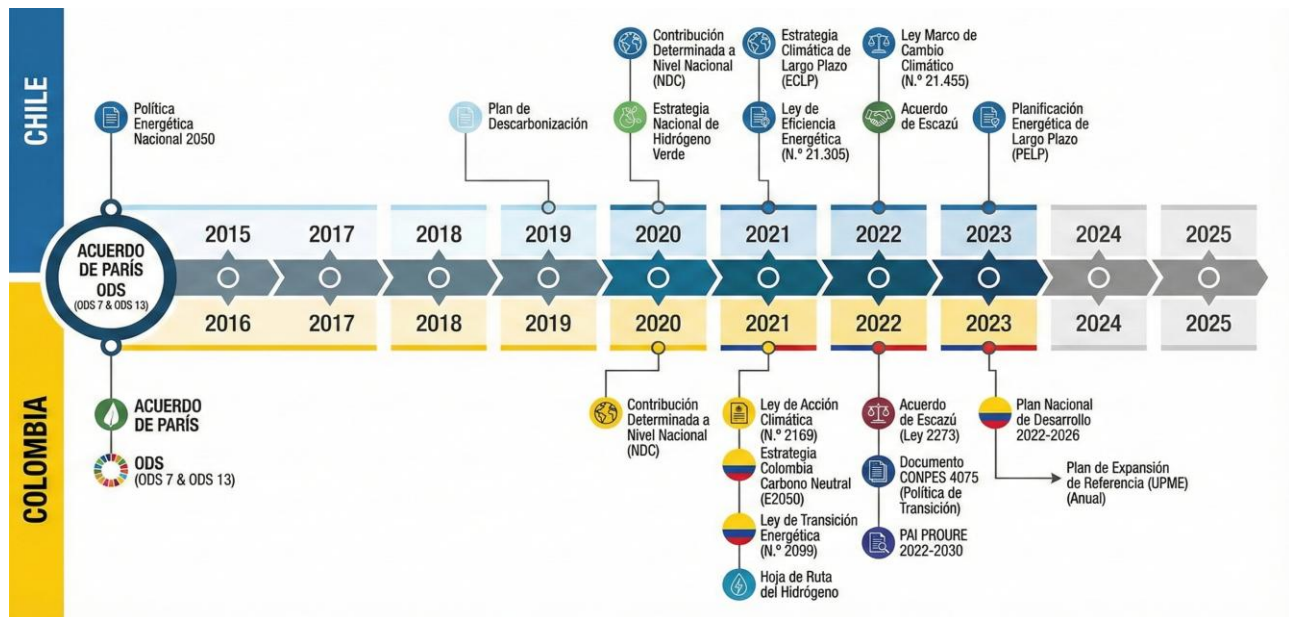 CHILE
Política
Energética
Nacional 2050
Plan de
Descarbonización
Contribución
Determinada a
Nivel Nacional
(NDC)
Estrategia
Nacional de
Hidrógeno
Verde
Estrategia
Climática de
Largo Plazo
(ECLP)
Ley de
Eficiencia
Energética
(N.º 21.305)
Ley Marco de
Cambio
Climático
(N.º 21.455)
Acuerdo
de Escazú
Planificación
Energética de
Largo Plazo
(PELP)
ACUERDO
DE PARÍS
ODS
(ODS 7 & ODS 13)
2015 2017 2018 2019 2020 2021 2022 2023 2024 2025
2016 2017 2018 2019 2020 2021 2022 2023 2024 2025
COLOMBIA
ACUERDO
DE PARÍS
ODS
(ODS 7 & ODS 13)
Contribución
Determinada a
Nivel Nacional
(NDC)
Ley de Acción
Climática
(N.º 2169)
Estrategia
Colombia
Carbono Neutral
(E2050)
Ley de Transición
Energética
(N.º 2099)
Hoja de Ruta
del Hidrógeno
Acuerdo
de Escazú
(Ley 2273)
Documento
CONPES 4075
(Política de
Transición)
PAI PROURE
2022-2030
Plan Nacional
de Desarrollo
2022-2026
Plan de Expansión
de Referencia (UPME)
(Anual)